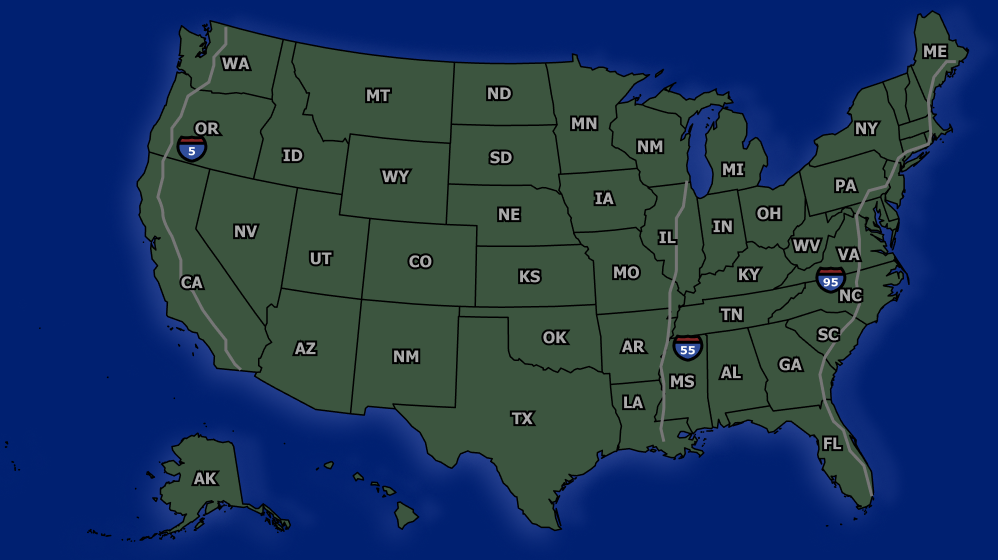 ME
WA
MT
ND
MN
OR
NY
WI
5
NM
ID
SD
MI
WY
PA
IA
NE
OH
IN
NV
IL
WV
VA
UT
CO
MO
KY
KS
95
CA
NC
TN
SC
OK
AZ
AR
55
NM
GA
AL
MS
LA
TX
FL
AK